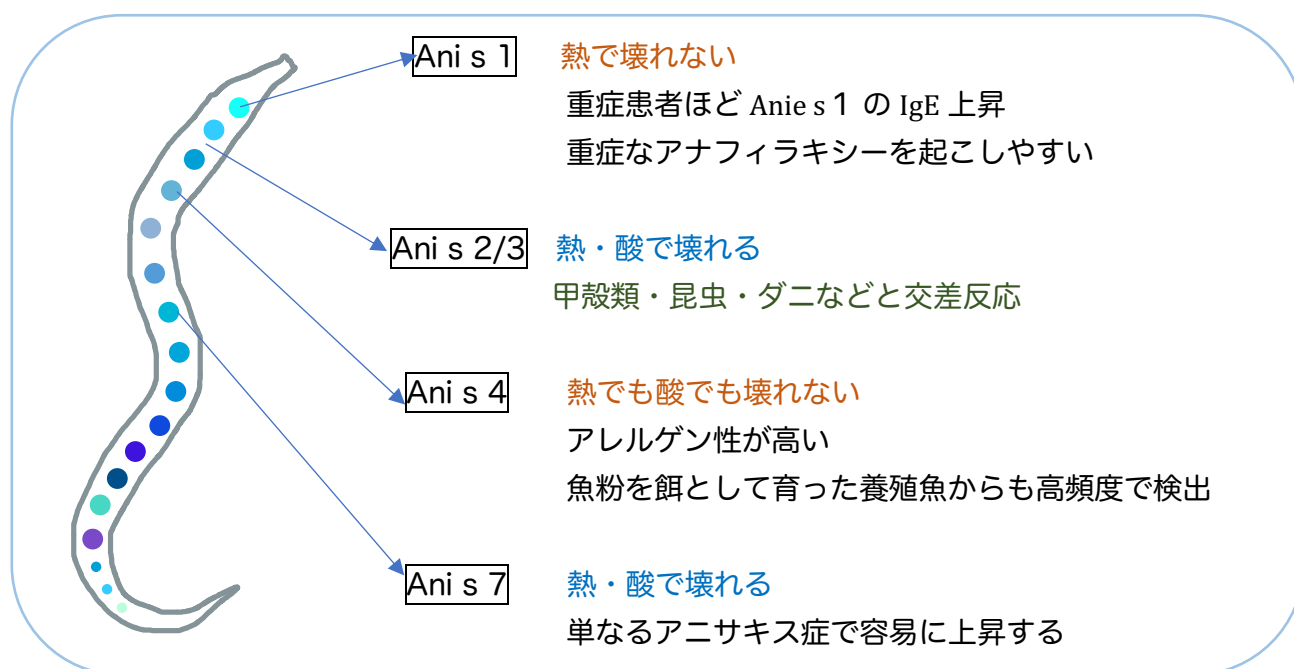 Ani s 1 熱で壊れない
重症患者ほど Anie s１ の IgE 上昇
重症なアナフィラキシーを起こしやすい
Ani s 2/3 熱・酸で壊れる
甲殻類・昆虫・ダニなどと交差反応
Ani s 4 熱でも酸でも壊れない
アレルゲン性が高い
魚粉を餌として育った養殖魚からも高頻度で検出
Ani s 7 熱・酸で壊れる
単なるアニサキス症で容易に上昇する